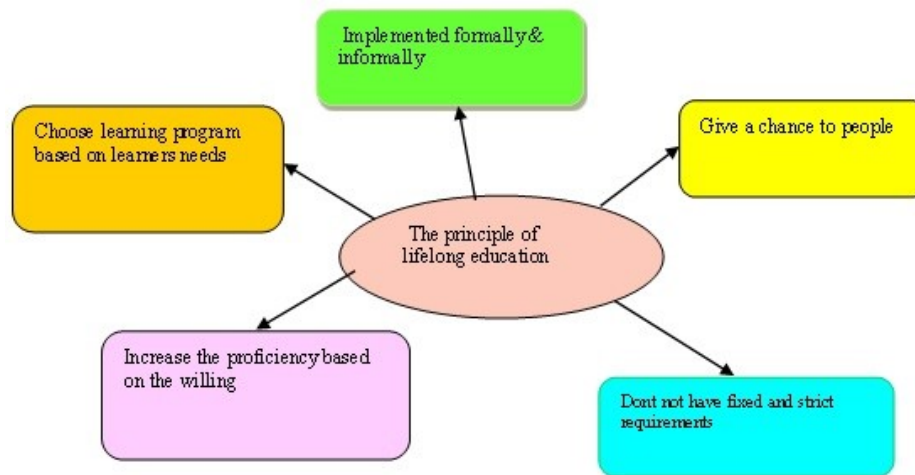 Implemented formally &
informally
Choose learning program
based on learners needs
Give a chance to people
The principle of
lifelong education
Increase the proficiency based
on the willing
Dont not have fixed and strict
requirements